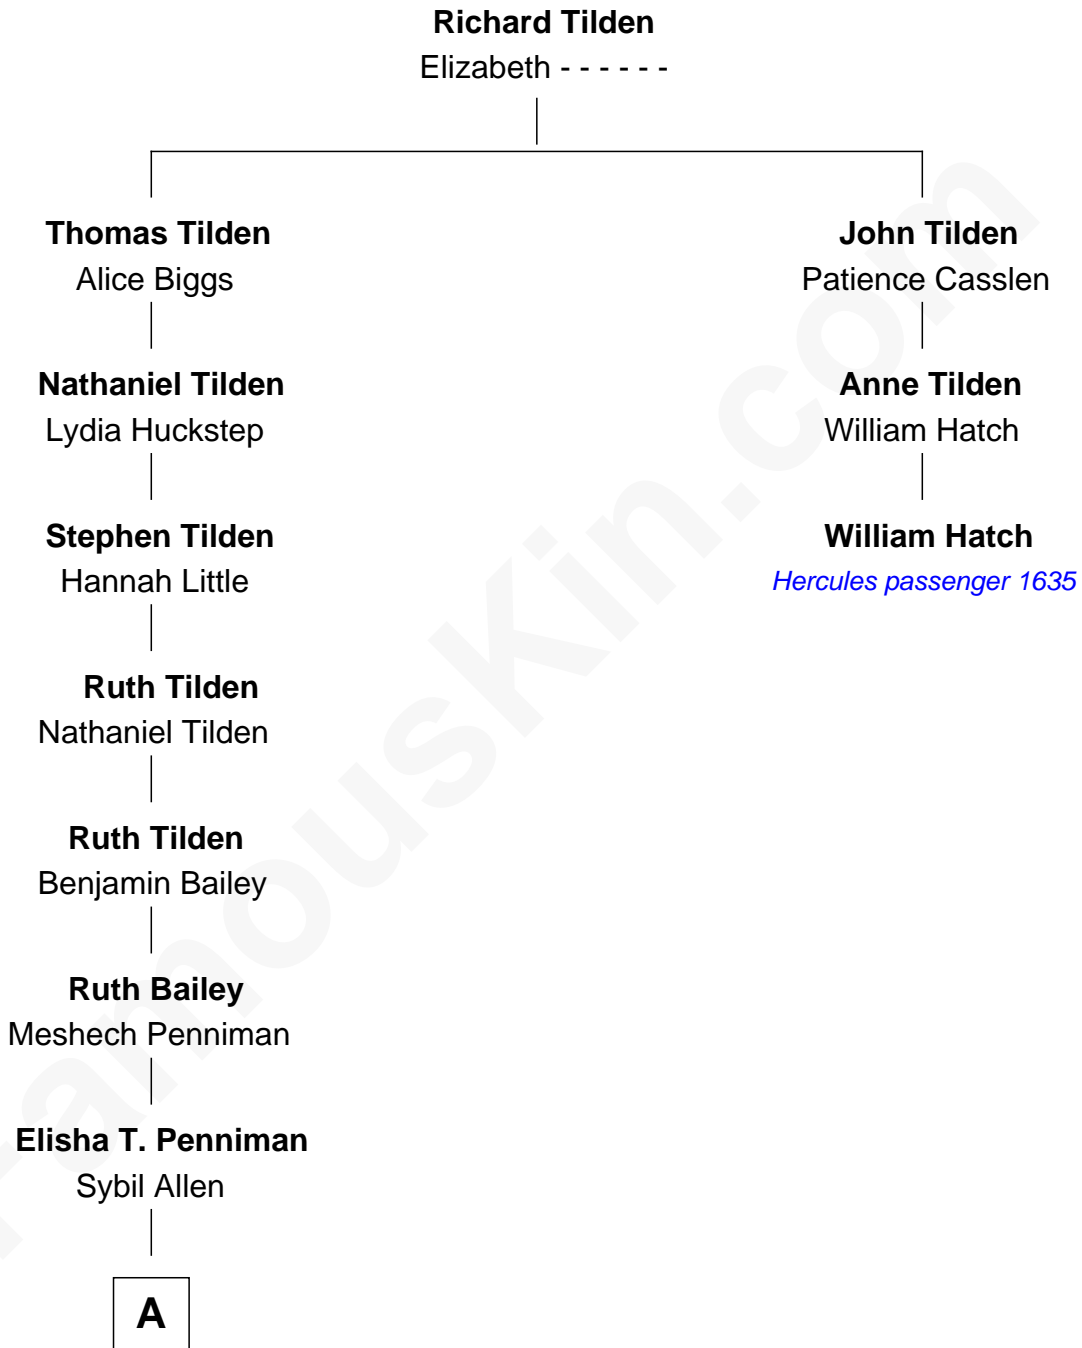 Richard Tilden
Elizabeth - - - - - -
Thomas Tilden
Alice Biggs
John Tilden
Patience Casslen
Nathaniel Tilden
Lydia Huckstep
Anne Tilden
William Hatch
Stephen Tilden
Hannah Little
William Hatch
Hercules passenger 1635
Ruth Tilden
Nathaniel Tilden
Ruth Tilden
Benjamin Bailey
Ruth Bailey
Meshech Penniman
Elisha T. Penniman
Sybil Allen
A
FamousKin.com